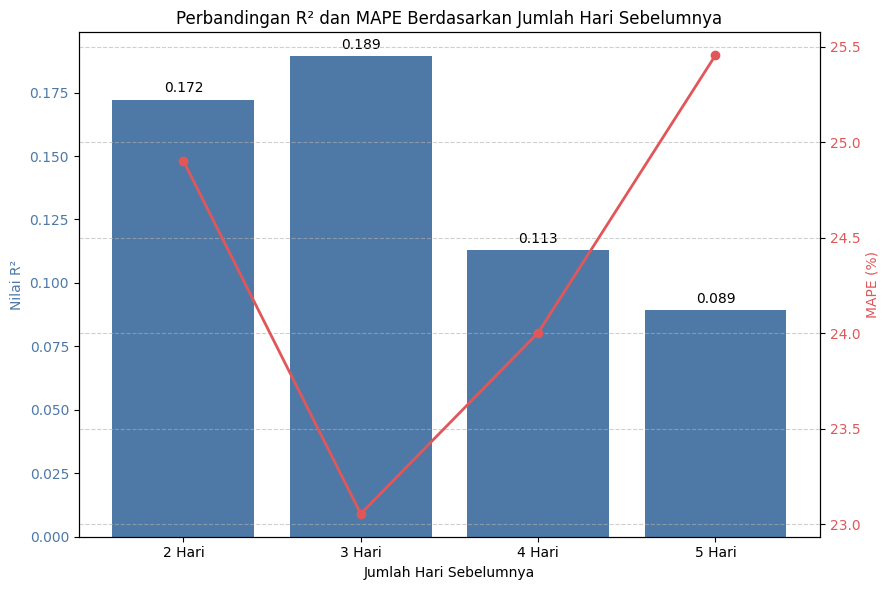 Perbandingan R² dan MAPE Berdasarkan Jumlah Hari Sebelumnya
0.172
0.189
0.113
0.089
Nilai R²
0.175
0.150
0.125
0.100
0.075
0.050
0.025
0.000
25.5
25.0
24.5
24.0
23.5
23.0
MAPE (%)
2 Hari
3 Hari
4 Hari
5 Hari
Jumlah Hari Sebelumnya